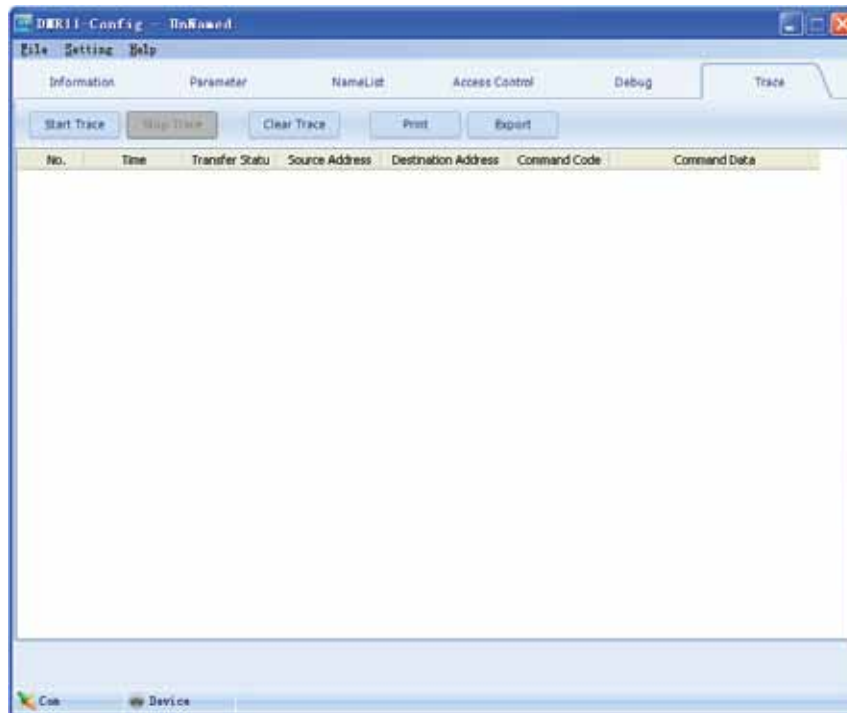 DMR11-Config - UnNamed
File Setting Help
Information Parameter NameList Access Control Debug Trace
Start Trace Stop Trace Clear Trace Print Export
No. Time Transfer Statu Source Address Destination Address Command Code Command Data
Com Device